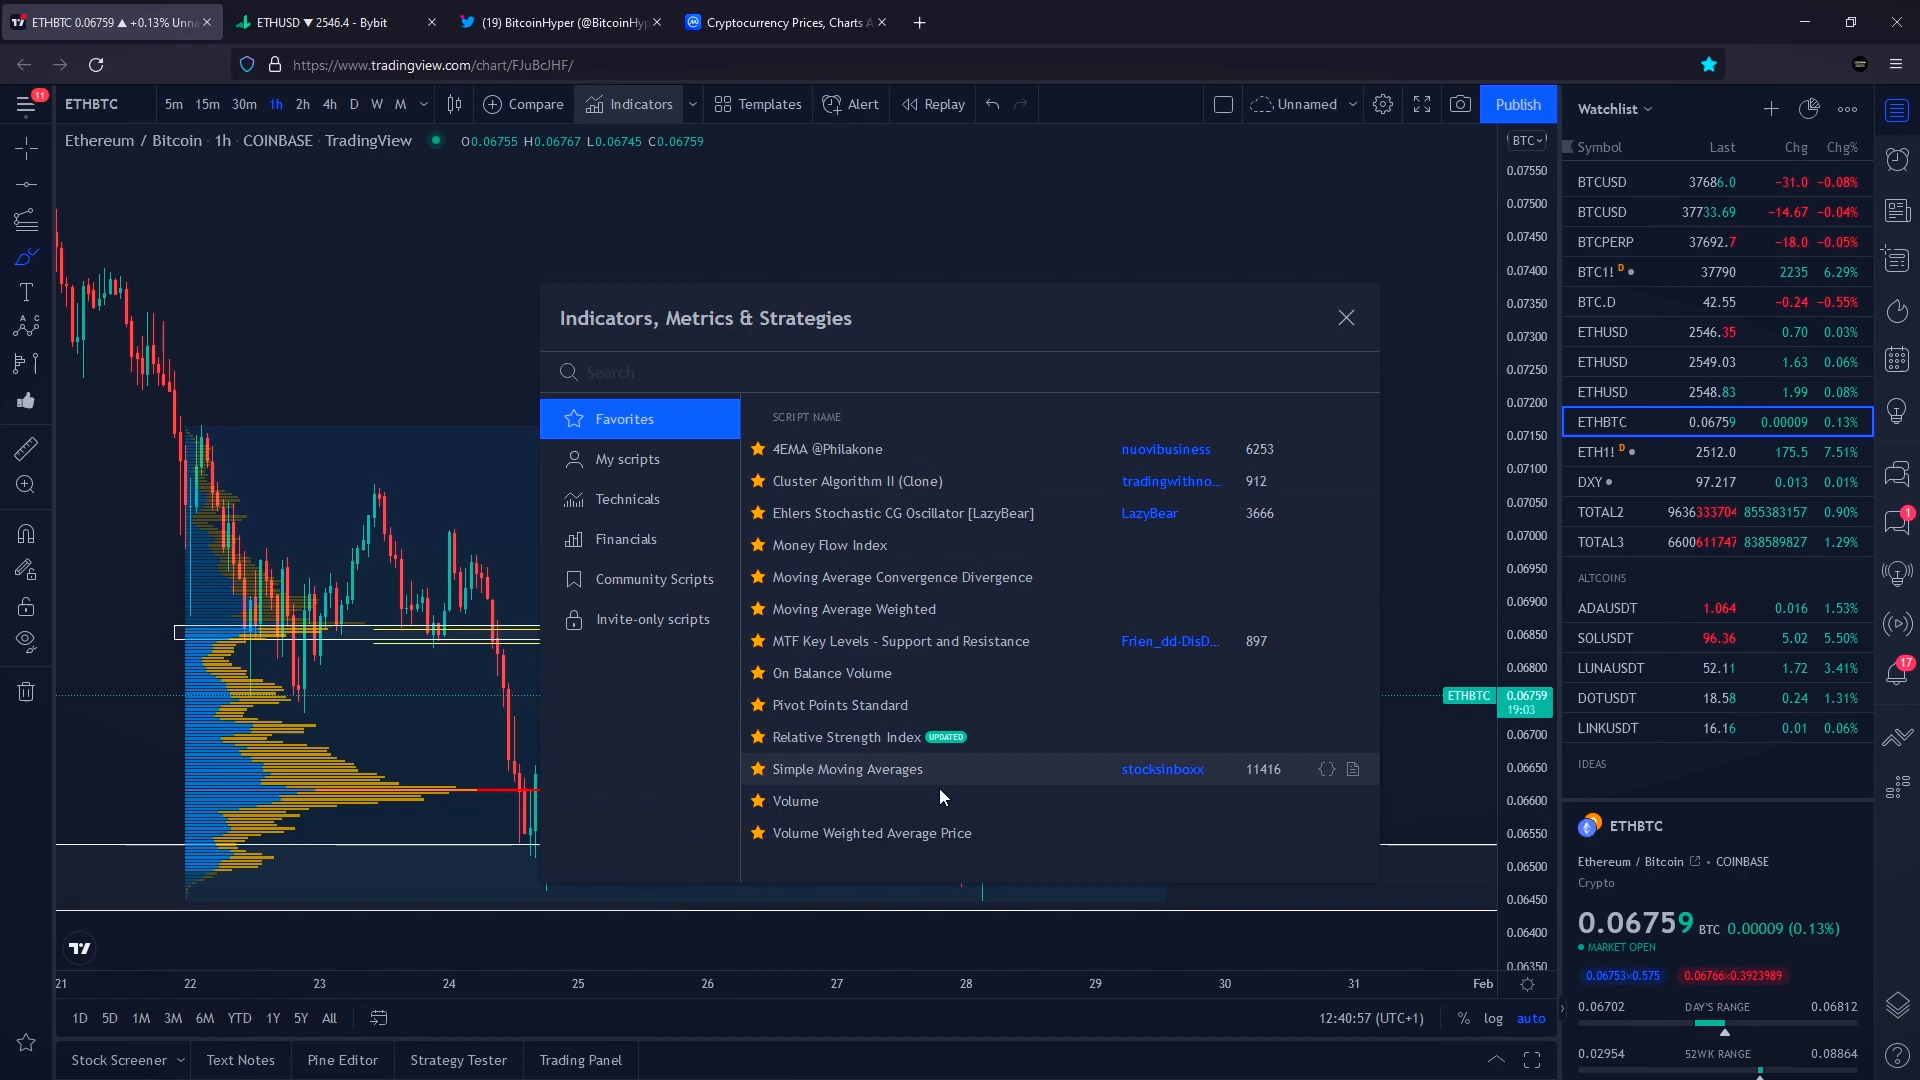 ETHBTC 0.06759 ▲ +0.13% Unna
ETHUSD ▼ 2546.4 - Bybit
(19) BitcoinHyper (@BitcoinHyp
Cryptocurrency Prices, Charts A
https://www.tradingview.com/chart/FJuBcJHF/
11
ETHBTC
5m 15m 30m 1h 2h 4h D W M
Compare
Indicators
Templates
Alert
Replay
Unnamed
Publish
Ethereum / Bitcoin · 1h · COINBASE · TradingView
O0.06755 H0.06767 L0.06745 C0.06759
BTC
0.07550
0.07500
0.07450
0.07400
0.07350
0.07300
0.07250
0.07200
0.07150
0.07100
0.07050
0.07000
0.06950
0.06900
0.06850
0.06800
ETHBTC 0.06759
19:03
0.06700
0.06650
0.06600
0.06550
0.06500
0.06450
0.06400
0.06350
Indicators, Metrics & Strategies
Search
Favorites
My scripts
Technicals
Financials
Community Scripts
Invite-only scripts
SCRIPT NAME
4EMA @Philakone nuovibusiness 6253
Cluster Algorithm II (Clone) tradingwithno... 912
Ehlers Stochastic CG Oscillator [LazyBear] LazyBear 3666
Money Flow Index
Moving Average Convergence Divergence
Moving Average Weighted
MTF Key Levels - Support and Resistance Frien_dd-DisD... 897
On Balance Volume
Pivot Points Standard
Relative Strength Index UPDATED
Simple Moving Averages stocksinboxx 11416
Volume
Volume Weighted Average Price
21 22 23 24 25 26 27 28 29 30 31 Feb
1D 5D 1M 3M 6M YTD 1Y 5Y All
12:40:57 (UTC+1) % log auto
Stock Screener
Text Notes
Pine Editor
Strategy Tester
Trading Panel
Watchlist
Symbol Last Chg Chg%
BTCUSD 37686.0 −31.0 −0.08%
BTCUSD 37733.69 −14.67 −0.04%
BTCPERP 37692.7 −18.0 −0.05%
BTC1! D 37790 2235 6.29%
BTC.D 42.55 −0.24 −0.55%
ETHUSD 2546.35 0.70 0.03%
ETHUSD 2549.03 1.63 0.06%
ETHUSD 2548.83 1.99 0.08%
ETHBTC 0.06759 0.00009 0.13%
ETH1! D 2512.0 175.5 7.51%
DXY 97.217 0.013 0.01%
TOTAL2 9636333704 855383157 0.90%
TOTAL3 6600611747 838589827 1.29%
ALTCOINS
ADAUSDT 1.064 0.016 1.53%
SOLUSDT 96.36 5.02 5.50%
LUNAUSDT 52.11 1.72 3.41%
DOTUSDT 18.58 0.24 1.31%
LINKUSDT 16.16 0.01 0.06%
IDEAS
ETHBTC
Ethereum / Bitcoin • COINBASE
Crypto
0.06759 BTC 0.00009 (0.13%)
MARKET OPEN
0.06753×0.575 0.06766×0.3923989
0.06702 DAY'S RANGE 0.06812
0.02954 52WK RANGE 0.08864
1
17